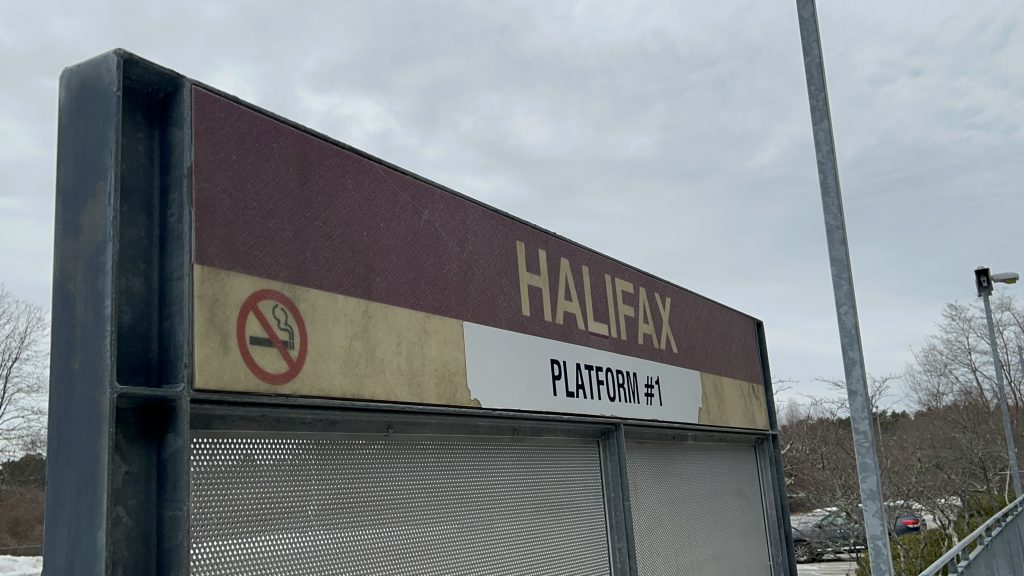 HALIFAX
PLATFORM #1